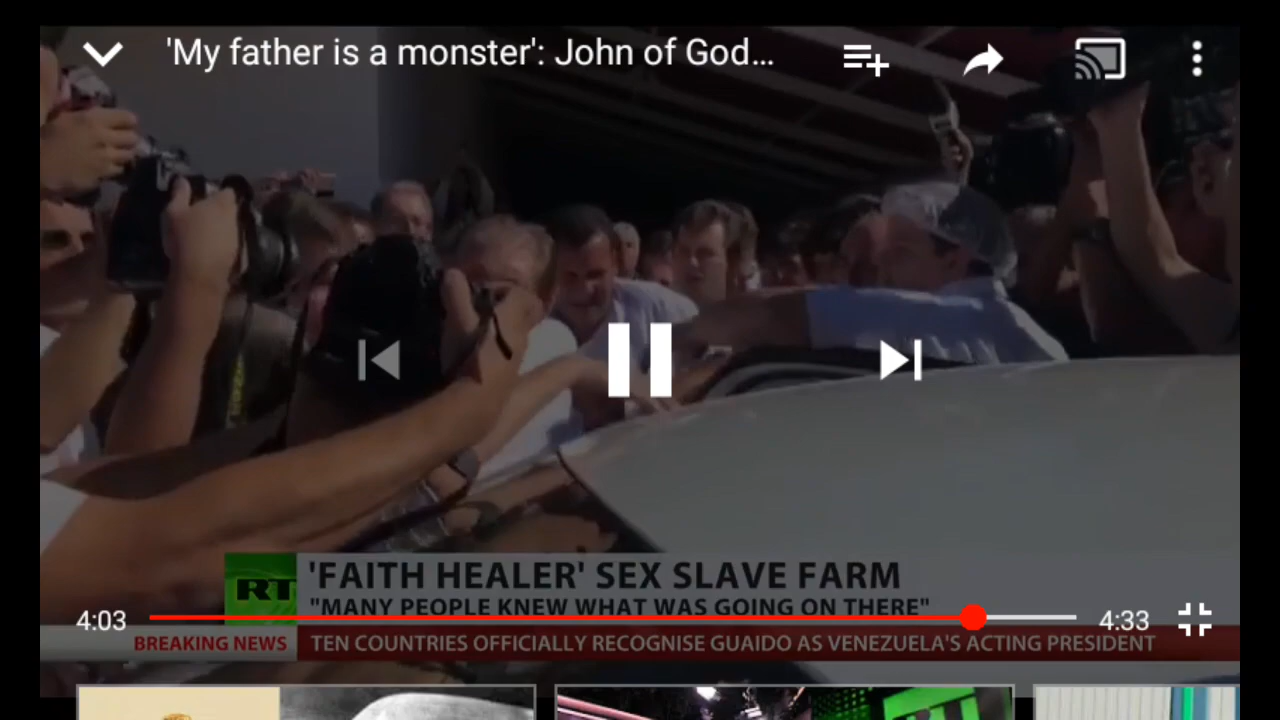 'My father is a monster': John of God...
RT
'FAITH HEALER' SEX SLAVE FARM
"MANY PEOPLE KNEW WHAT WAS GOING ON THERE"
4:03
4:33
BREAKING NEWS
TEN COUNTRIES OFFICIALLY RECOGNISE GUAIDO AS VENEZUELA'S ACTING PRESIDENT
RT